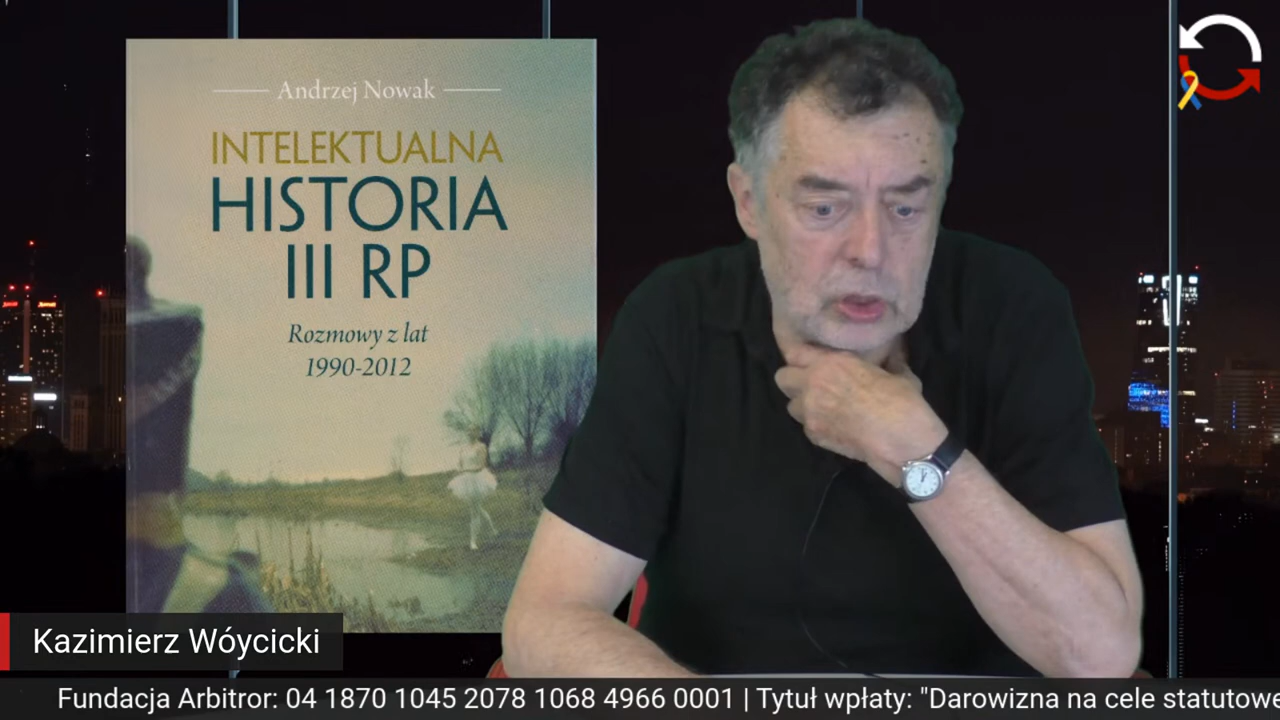 Andrzej Nowak
INTELEKTUALNA
HISTORIA
III RP
Rozmowy z lat
1990-2012
Kazimierz Wóycicki
Fundacja Arbitror: 04 1870 1045 2078 1068 4966 0001 | Tytuł wpłaty: "Darowizna na cele statutowe